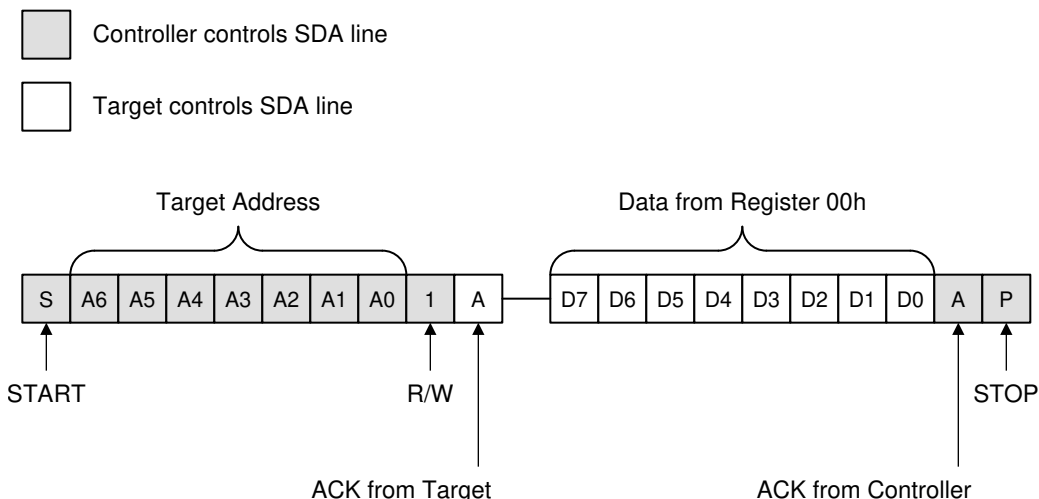 Controller controls SDA line
Target controls SDA line
Target Address
Data from Register 00h
S A6 A5 A4 A3 A2 A1 A0 1 A D7 D6 D5 D4 D3 D2 D1 D0 A P
START R/W STOP
ACK from Target ACK from Controller